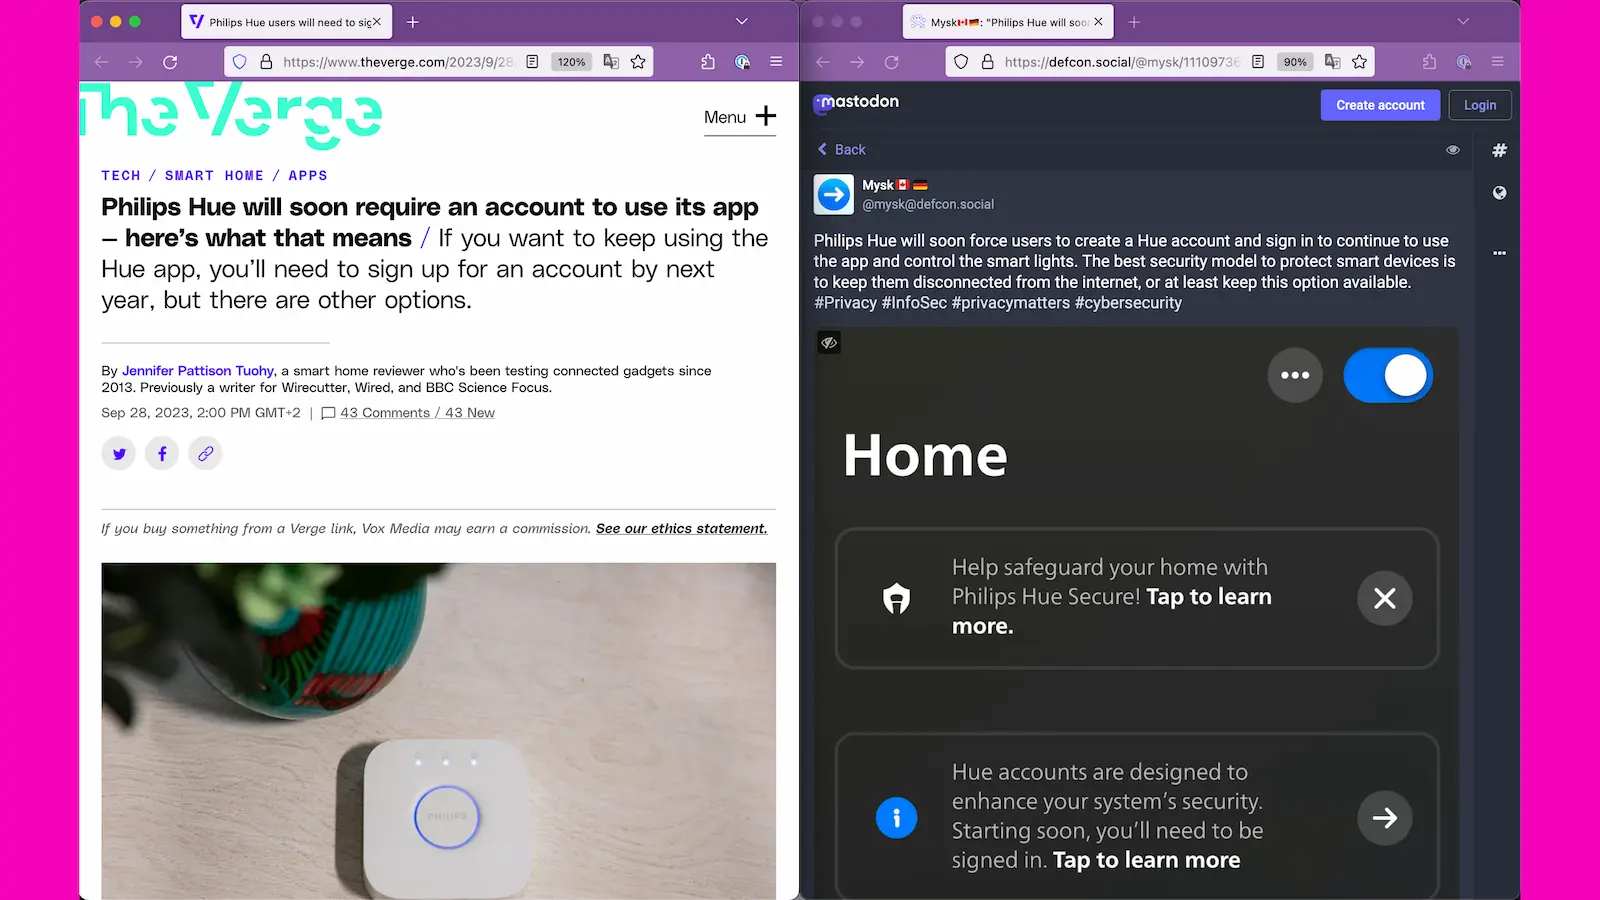 Philips Hue users will need to sig
https://www.theverge.com/2023/9/28
120%
The Verge
Menu
TECH / SMART HOME / APPS
Philips Hue will soon require an account to use its app
— here’s what that means / If you want to keep using the
Hue app, you’ll need to sign up for an account by next
year, but there are other options.
By Jennifer Pattison Tuohy, a smart home reviewer who's been testing connected gadgets since
2013. Previously a writer for Wirecutter, Wired, and BBC Science Focus.
Sep 28, 2023, 2:00 PM GMT+2 | 43 Comments / 43 New
If you buy something from a Verge link, Vox Media may earn a commission. See our ethics statement.
PHILIPS
Mysk🇨🇦🇩🇪: "Philips Hue will soo
https://defcon.social/@mysk/11109736
90%
mastodon
Create account
Login
Back
Mysk🇨🇦🇩🇪
@mysk@defcon.social
Philips Hue will soon force users to create a Hue account and sign in to continue to use
the app and control the smart lights. The best security model to protect smart devices is
to keep them disconnected from the internet, or at least keep this option available.
#Privacy #InfoSec #privacymatters #cybersecurity
Home
Help safeguard your home with
Philips Hue Secure! Tap to learn
more.
Hue accounts are designed to
enhance your system’s security.
Starting soon, you’ll need to be
signed in. Tap to learn more